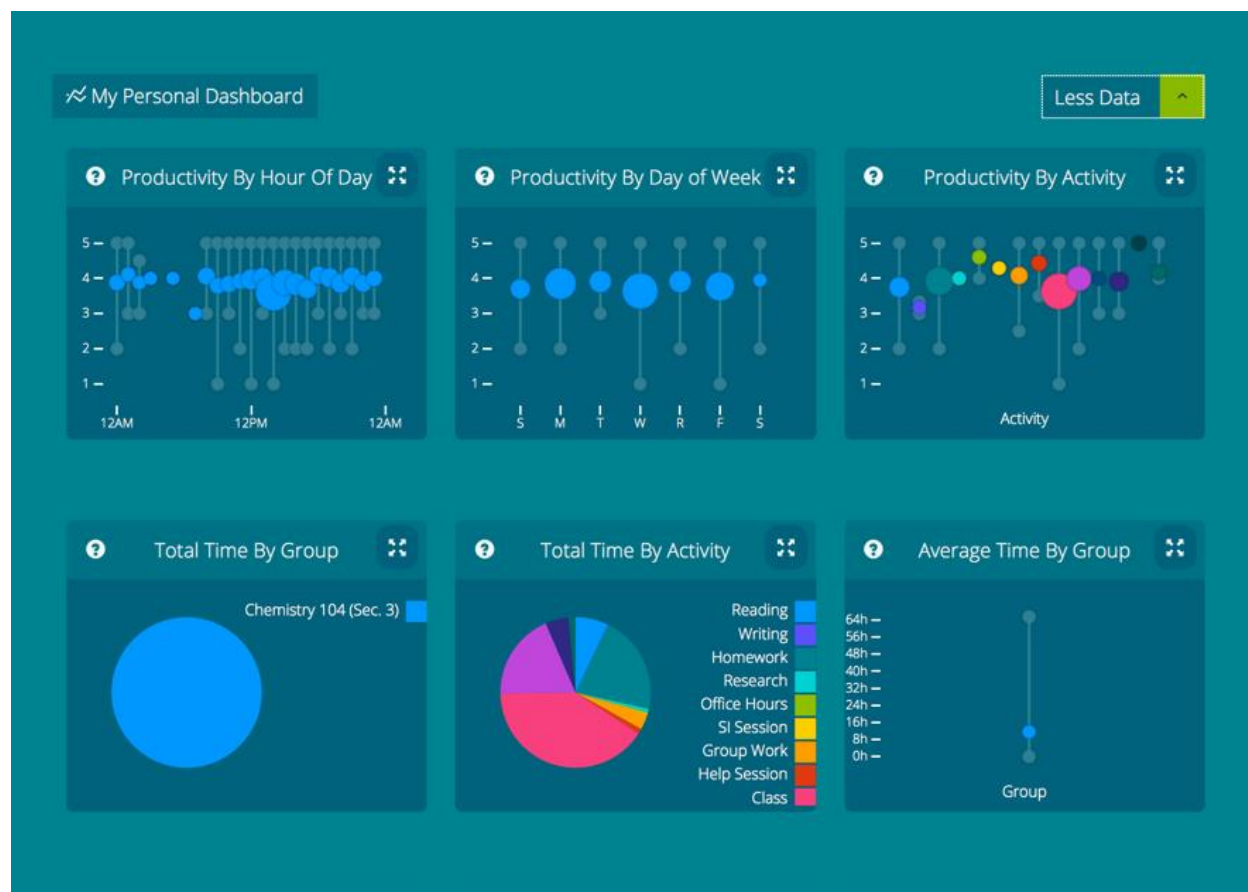 My Personal Dashboard
Less Data
? Productivity By Hour Of Day
5
4
3
2
1
12AM 12PM 12AM
? Productivity By Day of Week
5
4
3
2
1
S M T W R F S
? Productivity By Activity
5
4
3
2
1
Activity
? Total Time By Group
Chemistry 104 (Sec. 3)
? Total Time By Activity
Reading
Writing
Homework
Research
Office Hours
SI Session
Group Work
Help Session
Class
? Average Time By Group
64h
56h
48h
40h
32h
24h
16h
8h
0h
Group